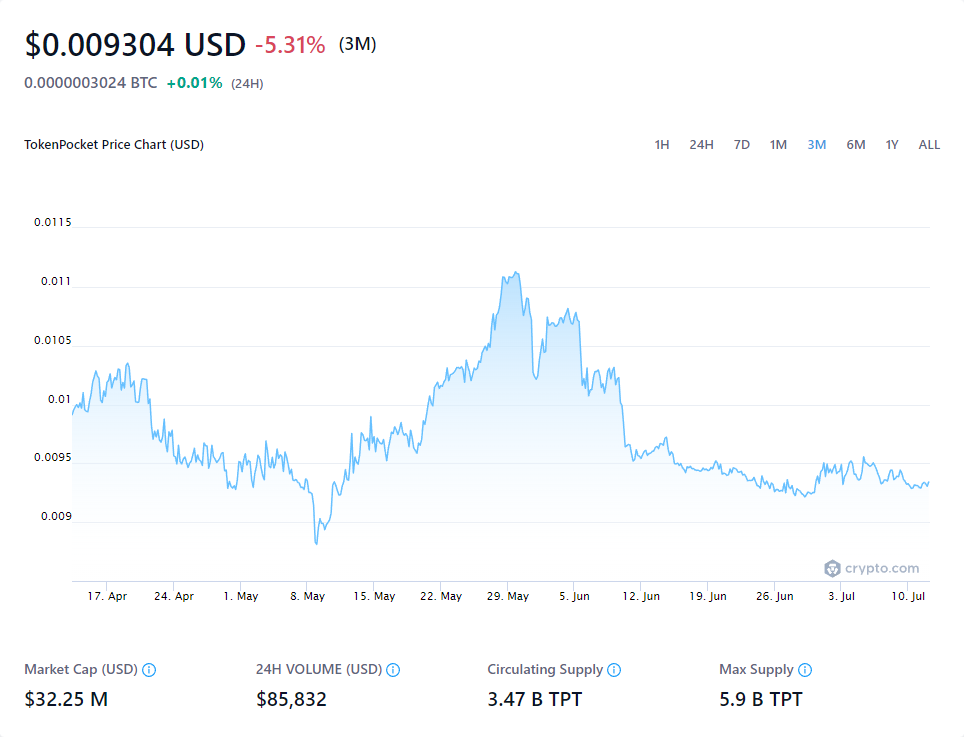 $0.009304 USD -5.31% (3M)
0.0000003024 BTC +0.01% (24H)
TokenPocket Price Chart (USD) 1H 24H 7D 1M 3M 6M 1Y ALL
0.0115
0.011
0.0105
0.01
0.0095
0.009
crypto.com
17. Apr 24. Apr 1. May 8. May 15. May 22. May 29. May 5. Jun 12. Jun 19. Jun 26. Jun 3. Jul 10. Jul
Market Cap (USD) 24H VOLUME (USD) Circulating Supply Max Supply
$32.25 M $85,832 3.47 B TPT 5.9 B TPT